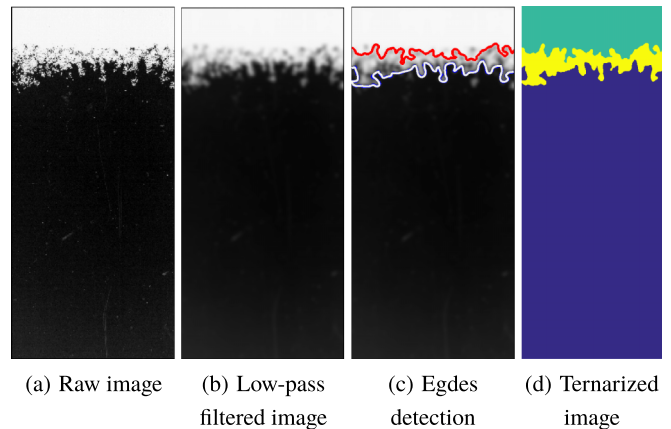 (a) Raw image
(b) Low-pass
filtered image
(c) Egdes
detection
(d) Ternarized
image